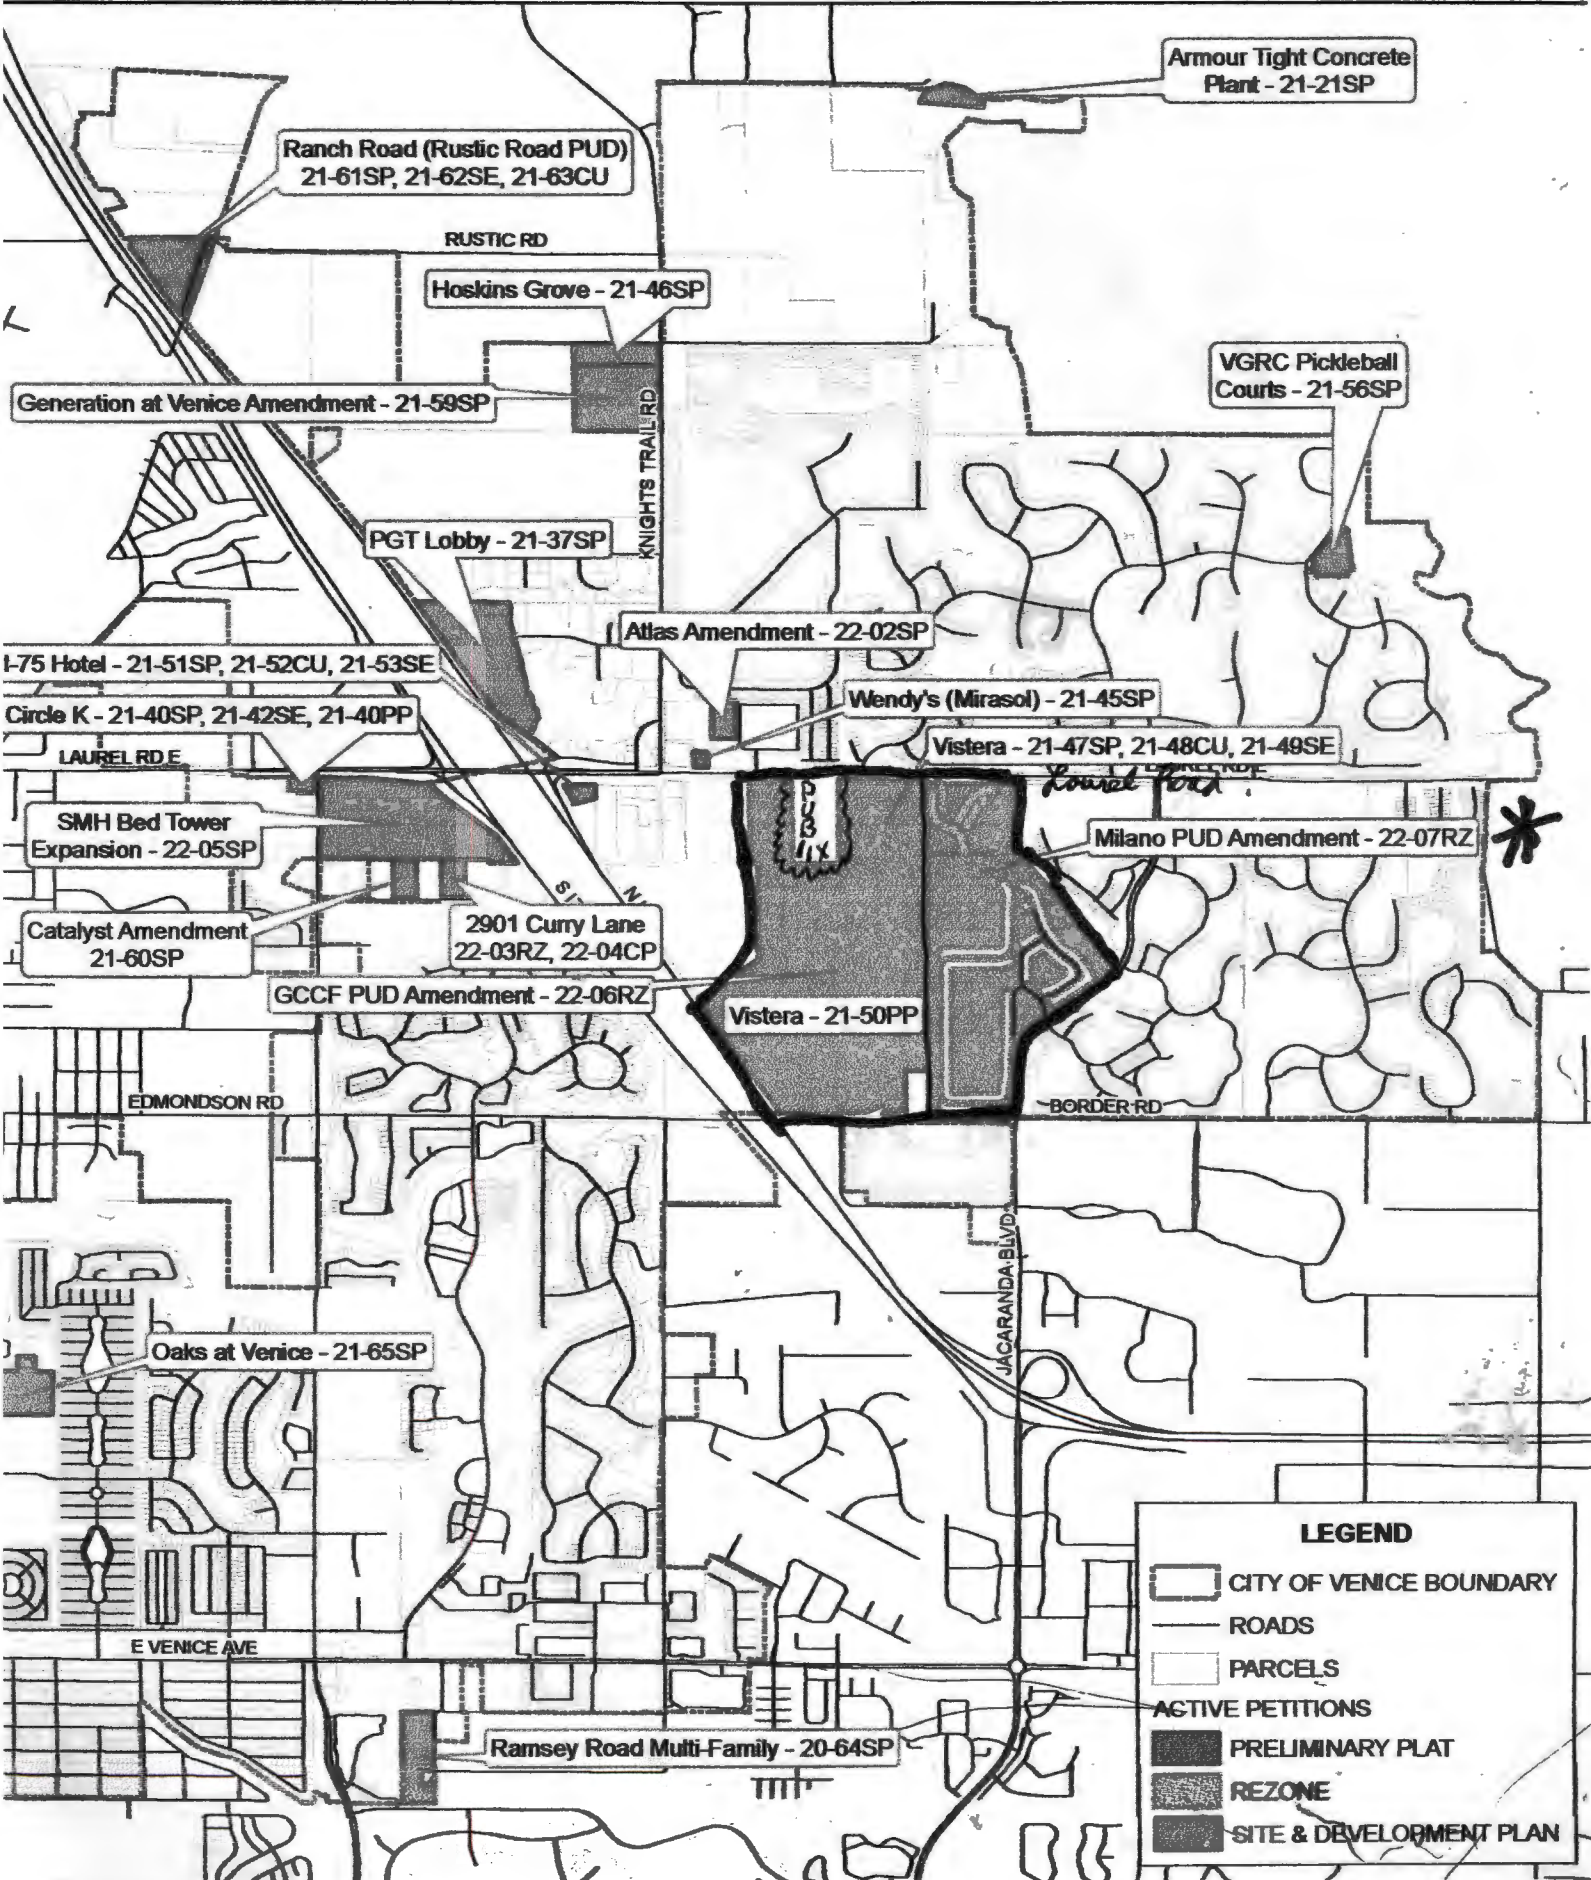 Armour Tight Concrete
Plant - 21-21SP
Ranch Road (Rustic Road PUD)
21-61SP, 21-62SE, 21-63CU
RUSTIC RD
Hoskins Grove - 21-46SP
VGRC Pickleball
Courts - 21-56SP
Generation at Venice Amendment - 21-59SP
KNIGHTS TRAIL RD
PGT Lobby - 21-37SP
Atlas Amendment - 22-02SP
I-75 Hotel - 21-51SP, 21-52CU, 21-53SE
Wendy's (Mirasol) - 21-45SP
Circle K - 21-40SP, 21-42SE, 21-40PP
Vistera - 21-47SP, 21-48CU, 21-49SE
LAUREL RD E
LAUREL RD E
Laurel Road
PUB
LIX
SMH Bed Tower
Expansion - 22-05SP
Milano PUD Amendment - 22-07RZ
Catalyst Amendment
21-60SP
2901 Curry Lane
22-03RZ, 22-04CP
GCCF PUD Amendment - 22-06RZ
Vistera - 21-50PP
EDMONDSON RD
BORDER RD
JACARANDA BLVD
Oaks at Venice - 21-65SP
E VENICE AVE
Ramsey Road Multi-Family - 20-64SP
LEGEND
CITY OF VENICE BOUNDARY
ROADS
PARCELS
ACTIVE PETITIONS
PRELIMINARY PLAT
REZONE
SITE & DEVELOPMENT PLAN